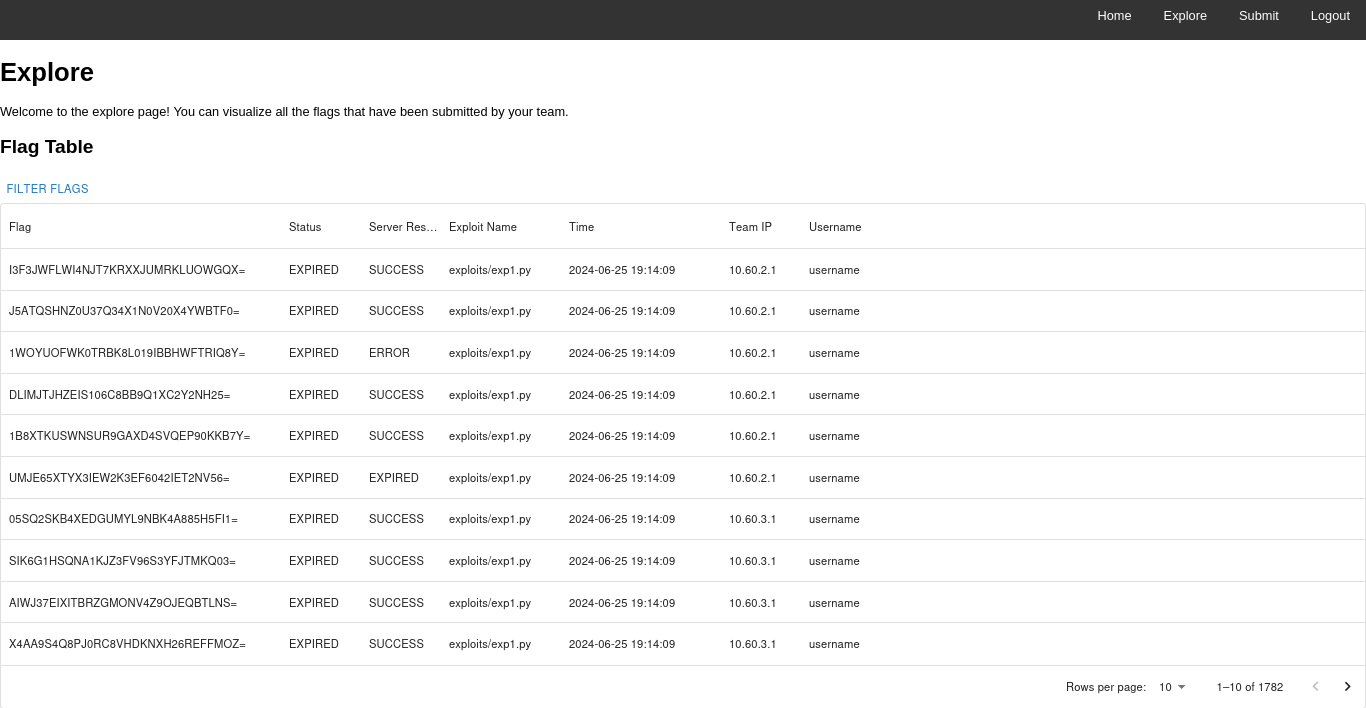 Home Explore Submit Logout
Explore
Welcome to the explore page! You can visualize all the flags that have been submitted by your team.
Flag Table
FILTER FLAGS
Flag Status Server Res... Exploit Name Time Team IP Username
I3F3JWFLWI4NJT7KRXXJUMRKLUOWGQX= EXPIRED SUCCESS exploits/exp1.py 2024-06-25 19:14:09 10.60.2.1 username
J5ATQSHNZ0U37Q34X1N0V20X4YWBTF0= EXPIRED SUCCESS exploits/exp1.py 2024-06-25 19:14:09 10.60.2.1 username
1WOYUOFWK0TRBK8L019IBBHWFTRIQ8Y= EXPIRED ERROR exploits/exp1.py 2024-06-25 19:14:09 10.60.2.1 username
DLIMJTJHZEIS106C8BB9Q1XC2Y2NH25= EXPIRED SUCCESS exploits/exp1.py 2024-06-25 19:14:09 10.60.2.1 username
1B8XTKUSWNSUR9GAXD4SVQEP90KKB7Y= EXPIRED SUCCESS exploits/exp1.py 2024-06-25 19:14:09 10.60.2.1 username
UMJE65XTYX3IEW2K3EF6042IET2NV56= EXPIRED EXPIRED exploits/exp1.py 2024-06-25 19:14:09 10.60.2.1 username
05SQ2SKB4XEDGUMYL9NBK4A885H5FI1= EXPIRED SUCCESS exploits/exp1.py 2024-06-25 19:14:09 10.60.3.1 username
SIK6G1HSQNA1KJZ3FV96S3YFJTMKQ03= EXPIRED SUCCESS exploits/exp1.py 2024-06-25 19:14:09 10.60.3.1 username
AIWJ37EIXITBRZGMONV4Z9OJEQBTLNS= EXPIRED SUCCESS exploits/exp1.py 2024-06-25 19:14:09 10.60.3.1 username
X4AA9S4Q8PJ0RC8VHDKNXH26REFFMOZ= EXPIRED SUCCESS exploits/exp1.py 2024-06-25 19:14:09 10.60.3.1 username
Rows per page: 10 1–10 of 1782